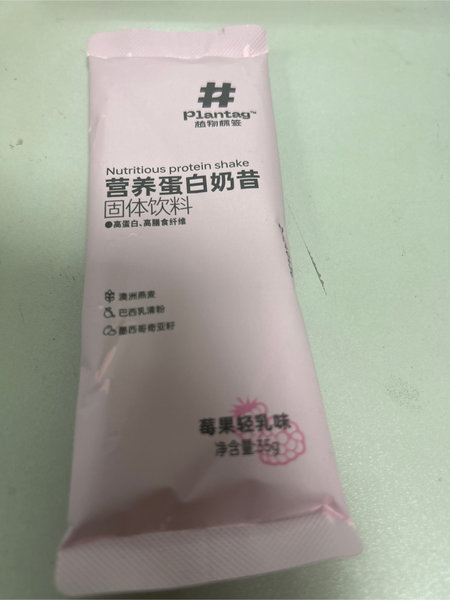 #
Plantag™
植物标签
Nutritious protein shake
营养蛋白奶昔
固体饮料
●高蛋白、高膳食纤维
澳洲燕麦
巴西乳清粉
墨西哥奇亚籽
莓果轻乳味
净含量:35g